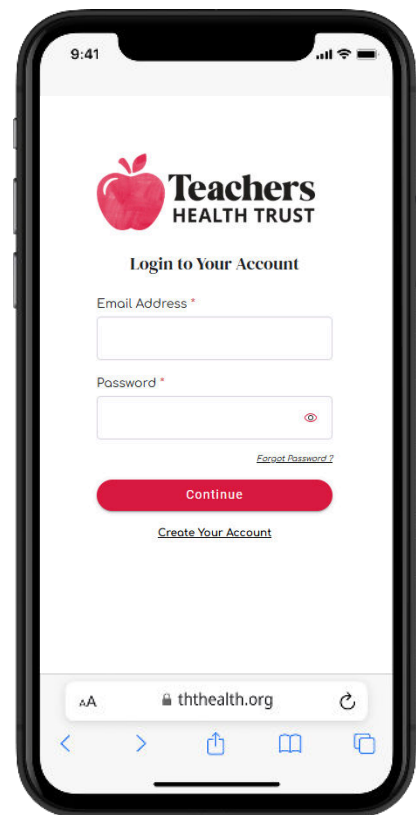 9:41
Teachers
HEALTH TRUST
Login to Your Account
Email Address *
Password *
Forgot Password ?
Continue
Create Your Account
AA
ththealth.org